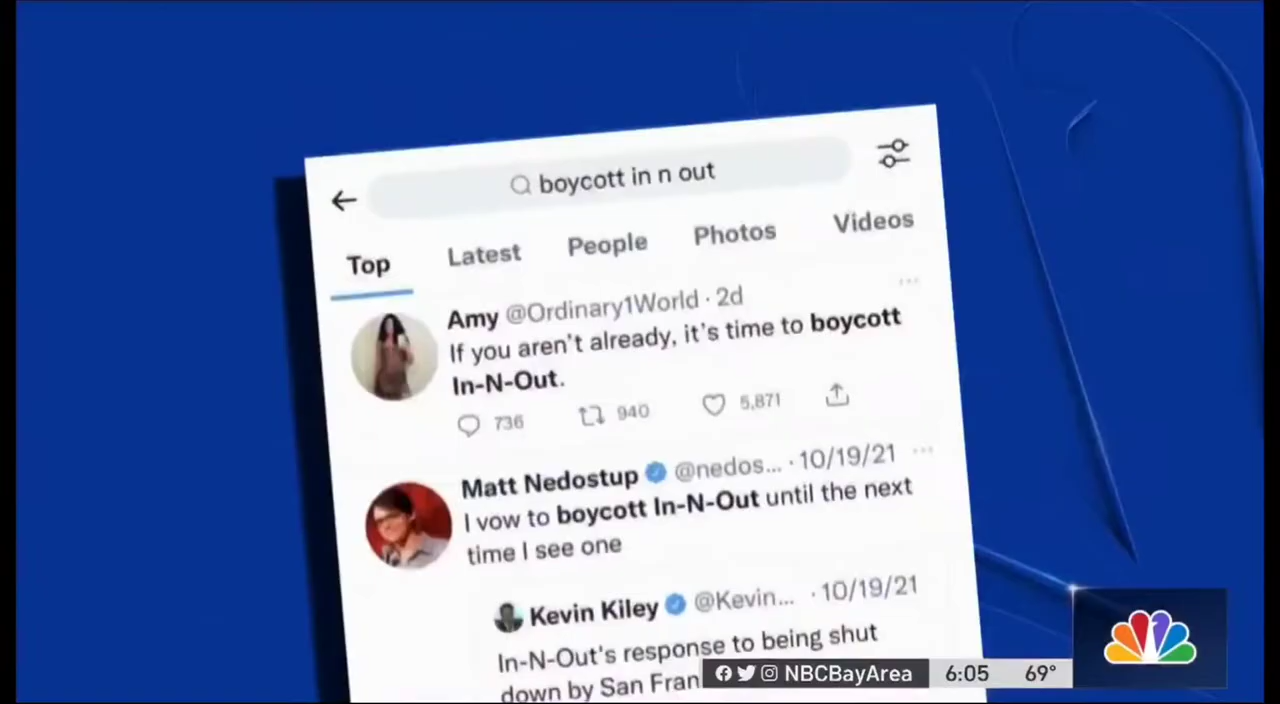 boycott in n out
Top Latest People Photos Videos
Amy @Ordinary1World · 2d
If you aren't already, it's time to boycott
In-N-Out.
736 940 5,871
Matt Nedostup @nedos... · 10/19/21
I vow to boycott In-N-Out until the next
time I see one
Kevin Kiley @Kevin... · 10/19/21
In-N-Out's response to being shut
down by San Fran
NBCBayArea 6:05 69°